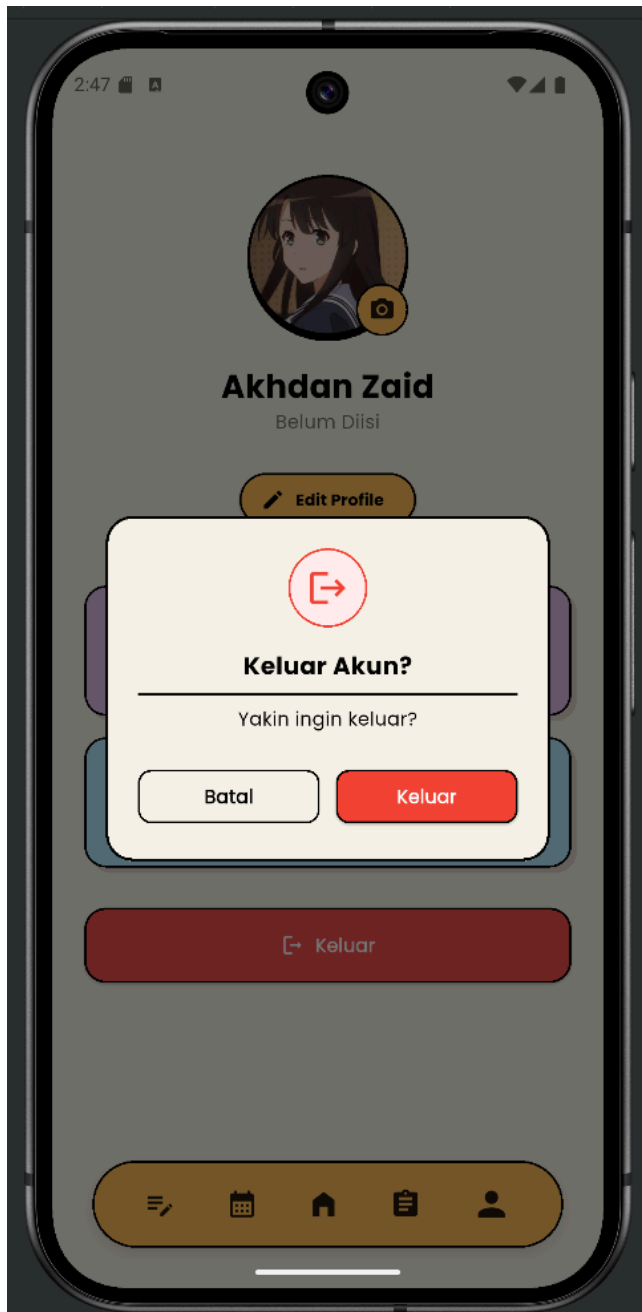 2:47
Akhdan Zaid
Belum Diisi
Edit Profile
Keluar Akun?
Yakin ingin keluar?
Batal Keluar
Keluar